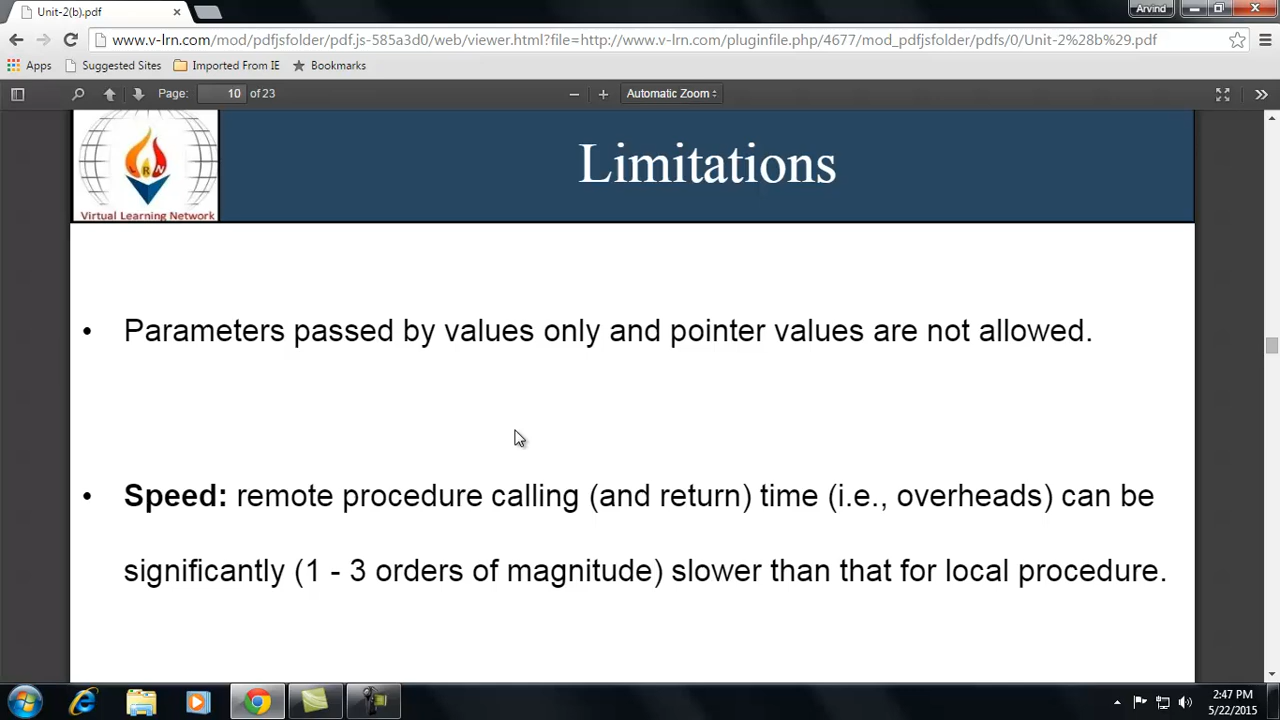 Unit-2(b).pdf
Arvind
www.v-lrn.com/mod/pdfjsfolder/pdf.js-585a3d0/web/viewer.html?file=http://www.v-lrn.com/pluginfile.php/4677/mod_pdfjsfolder/pdfs/0/Unit-2%28b%29.pdf
Apps Suggested Sites Imported From IE Bookmarks
Page: 10 of 23 Automatic Zoom
LRN
Virtual Learning Network
Limitations
• Parameters passed by values only and pointer values are not allowed.
• Speed: remote procedure calling (and return) time (i.e., overheads) can be
significantly (1 - 3 orders of magnitude) slower than that for local procedure.
2:47 PM
5/22/2015